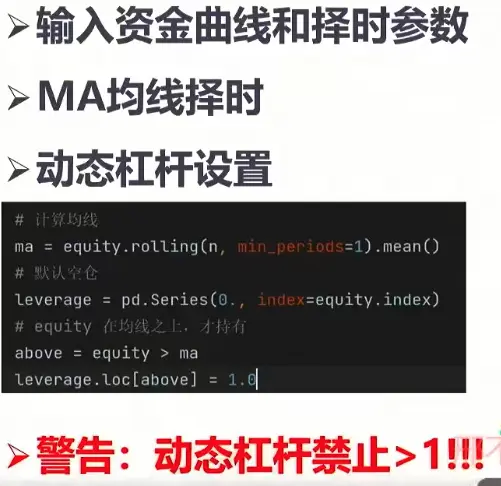 ➢输入资金曲线和择时参数
➢MA均线择时
➢动态杠杆设置
# 计算均线
ma = equity.rolling(n, min_periods=1).mean()
# 默认空仓
leverage = pd.Series(0., index=equity.index)
# equity 在均线之上，才持有
above = equity > ma
leverage.loc[above] = 1.0
➢警告：动态杠杆禁止>1!!!